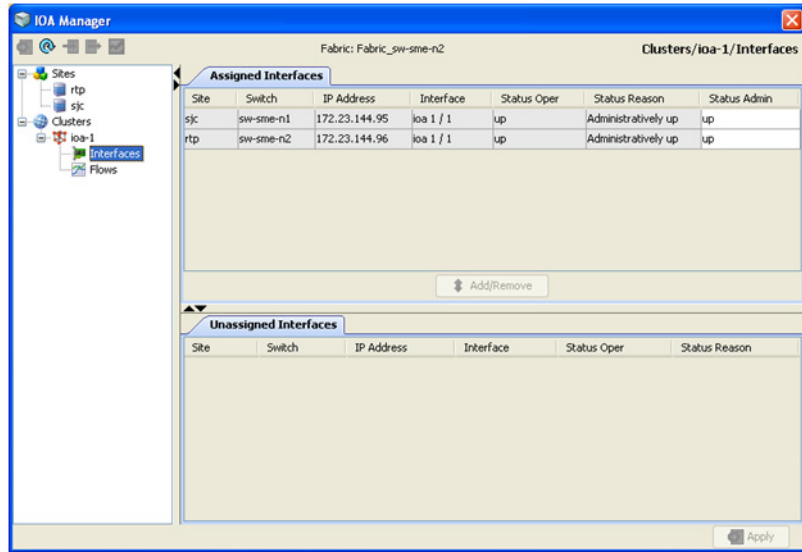 IOA Manager
Fabric: Fabric_sw-sme-n2
Clusters/ioa-1/Interfaces
Sites
rtp
sjc
Clusters
ioa-1
Interfaces
Flows
Assigned Interfaces
Site Switch IP Address Interface Status Oper Status Reason Status Admin
sjc sw-sme-n1 172.23.144.95 ioa 1 / 1 up Administratively up up
rtp sw-sme-n2 172.23.144.96 ioa 1 / 1 up Administratively up up
Add/Remove
Unassigned Interfaces
Site Switch IP Address Interface Status Oper Status Reason
Apply